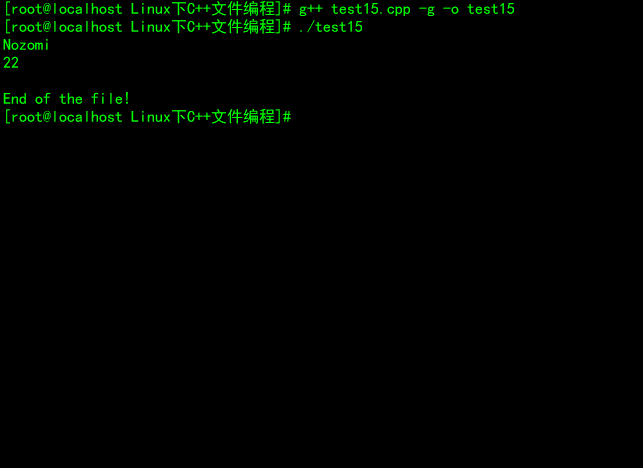 [root@localhost Linux下C++文件编程]# g++ test15.cpp -g -o test15
[root@localhost Linux下C++文件编程]# ./test15
Nozomi
22
End of the file!
[root@localhost Linux下C++文件编程]#